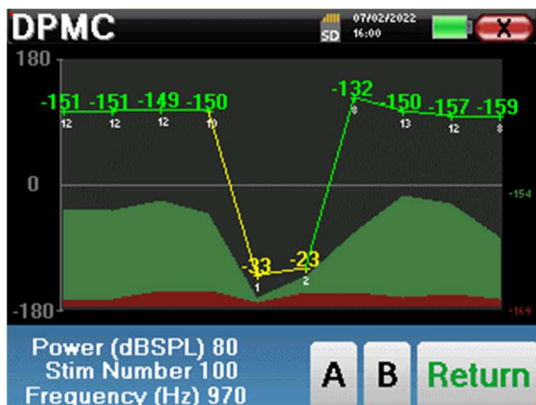 DPMC
SD
07/02/2022
16:00
X
180
-151 -151 -149 -150 -132 -150 -157 -159
12 12 12 10 8 13 12 8
0
-154
-33 -23
1 2
-180
-169
Power (dBSPL) 80
Stim Number 100
Frequency (Hz) 970
A B Return